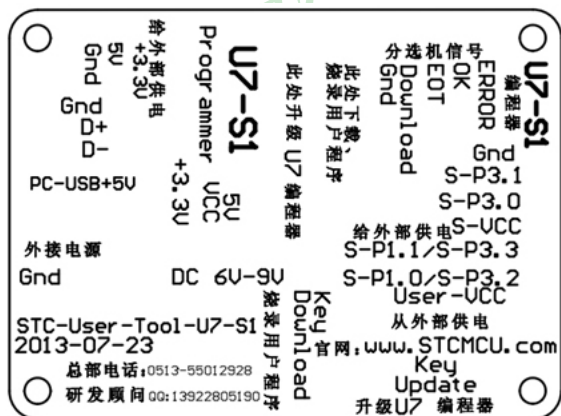 给外部供电
+3.3V
5V
Gnd
Gnd
D+
D-
PC-USB+5V
U7-S1
Programmer
5V
VCC
+3.3V
此处升级 U7 编程器
此处下载、
烧录用户程序
分选机信号
ERROR
OK
EOT
Download
Gnd
U7-S1
编程器
Gnd
S-P3.1
S-P3.0
S-VCC
给外部供电
S-P1.1/S-P3.3
S-P1.0/S-P3.2
User-VCC
从外部供电
外接电源
Gnd
DC 6V-9V
Key
Download
烧录用户程序
STC-User-Tool-U7-S1
2013-07-23
总部电话:0513-55012928
研发顾问QQ:13922805190
官网:www.STCMCU.com
Key
Update
升级U7 编程器